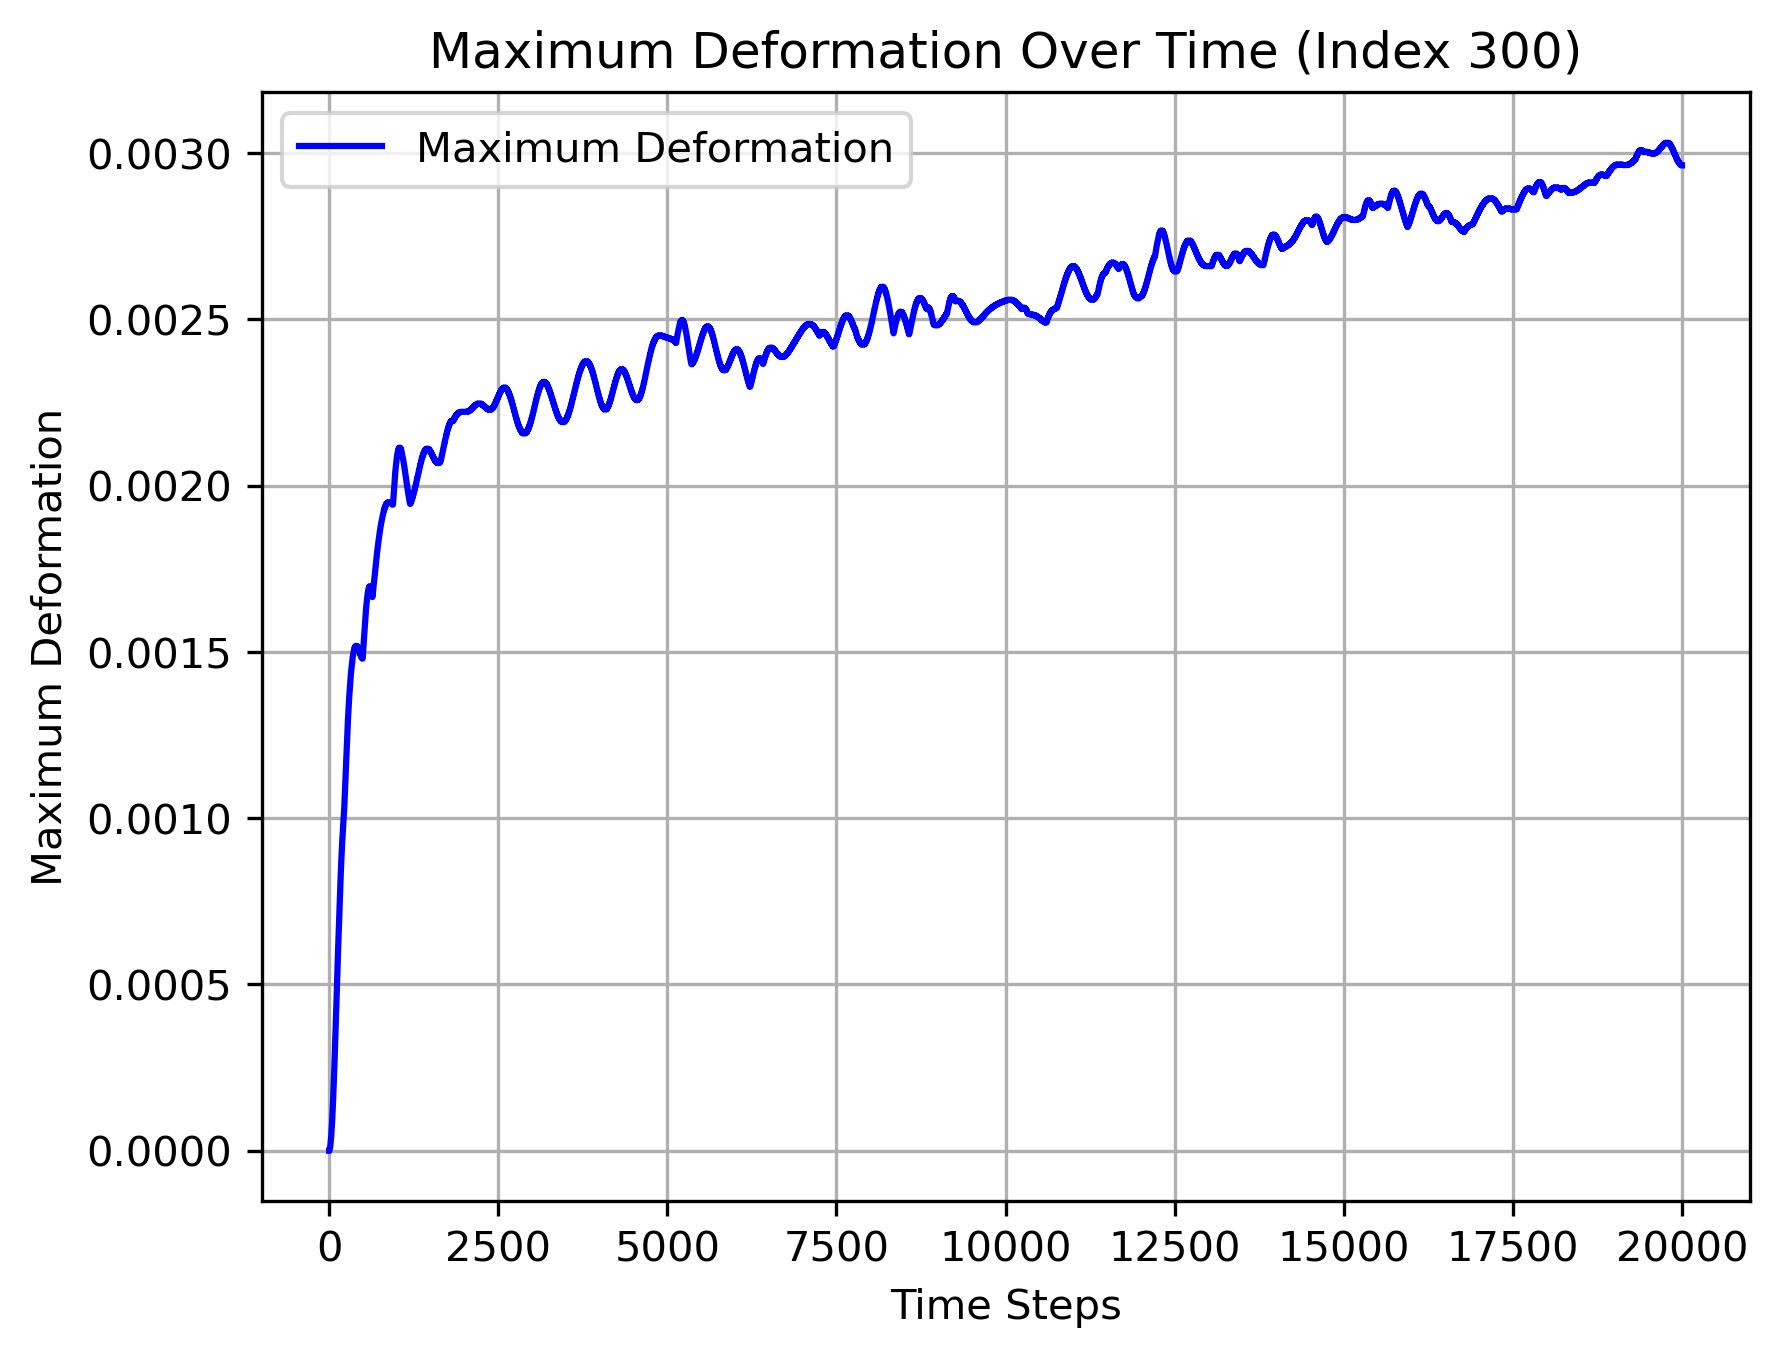 Maximum Deformation Over Time (Index 300)
Maximum Deformation
0.0030
0.0025
0.0020
0.0015
0.0010
0.0005
0.0000
Maximum Deformation
0 2500 5000 7500 10000 12500 15000 17500 20000
Time Steps